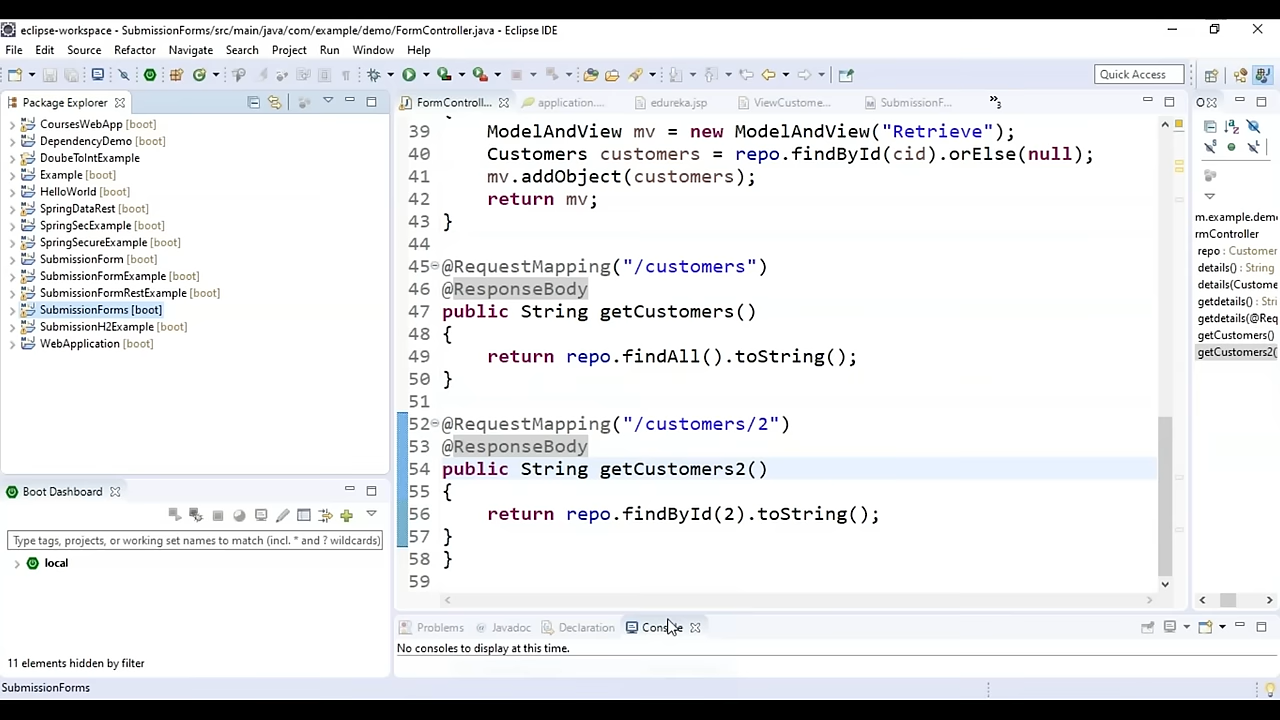 eclipse-workspace - SubmissionForms/src/main/java/com/example/demo/FormController.java - Eclipse IDE
File Edit Source Refactor Navigate Search Project Run Window Help
Quick Access
Package Explorer
CoursesWebApp [boot]
DependencyDemo [boot]
DoubeToIntExample
Example [boot]
HelloWorld [boot]
SpringDataRest [boot]
SpringSecExample [boot]
SpringSecureExample [boot]
SubmissionForm [boot]
SubmissionFormExample [boot]
SubmissionFormRestExample [boot]
SubmissionForms [boot]
SubmissionH2Example [boot]
WebApplication [boot]
Boot Dashboard
Type tags, projects, or working set names to match (incl. * and ? wildcards)
local
11 elements hidden by filter
SubmissionForms
FormControll... application.... edureka.jsp ViewCustome... SubmissionF... »3
39 ModelAndView mv = new ModelAndView("Retrieve");
40 Customers customers = repo.findById(cid).orElse(null);
41 mv.addObject(customers);
42 return mv;
43 }
44
45 @RequestMapping("/customers")
46 @ResponseBody
47 public String getCustomers()
48 {
49 return repo.findAll().toString();
50 }
51
52 @RequestMapping("/customers/2")
53 @ResponseBody
54 public String getCustomers2()
55 {
56 return repo.findById(2).toString();
57 }
58 }
59
Problems Javadoc Declaration Console
No consoles to display at this time.
m.example.demo
rmController
repo : Customer
details() : String
details(Custome
getdetails() : Stri
getdetails(@Req
getCustomers()
getCustomers2(